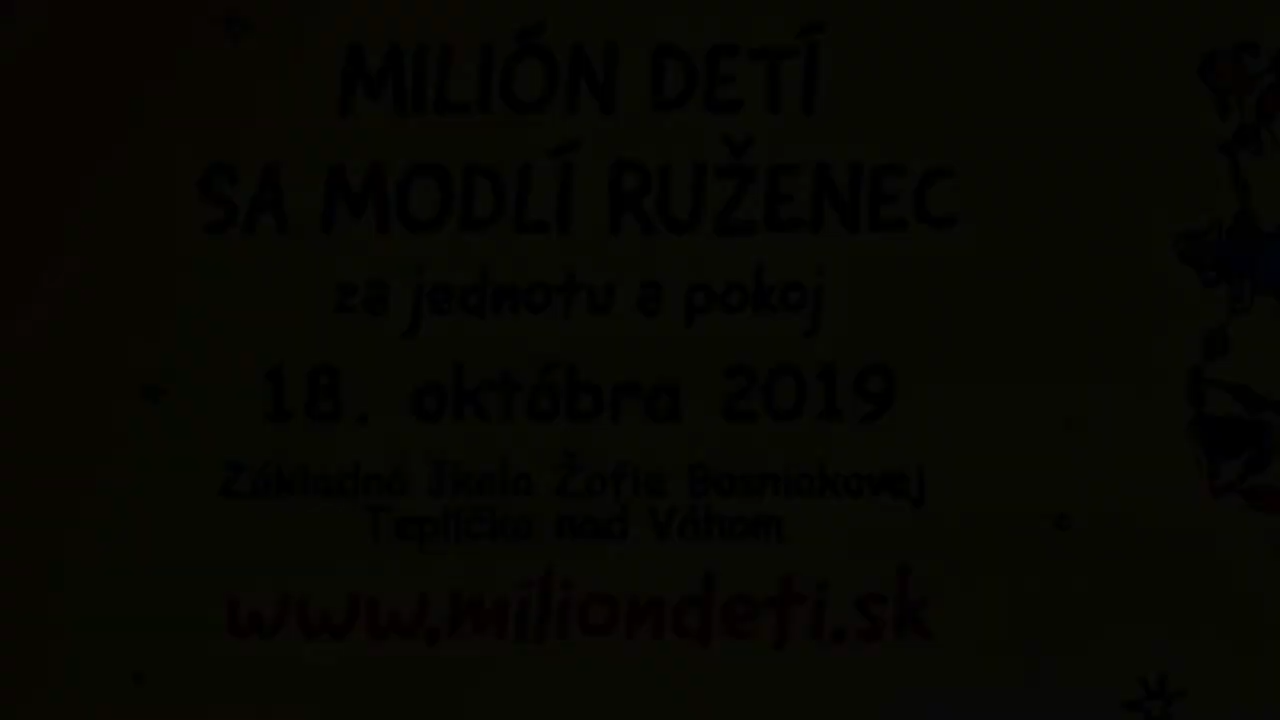 MILIÓN DETÍ
SA MODLÍ RUŽENEC
za jednotu a pokoj
18. októbra 2019
Základná škola Žofie Bosniakovej
Teplička nad Váhom
www.miliondeti.sk